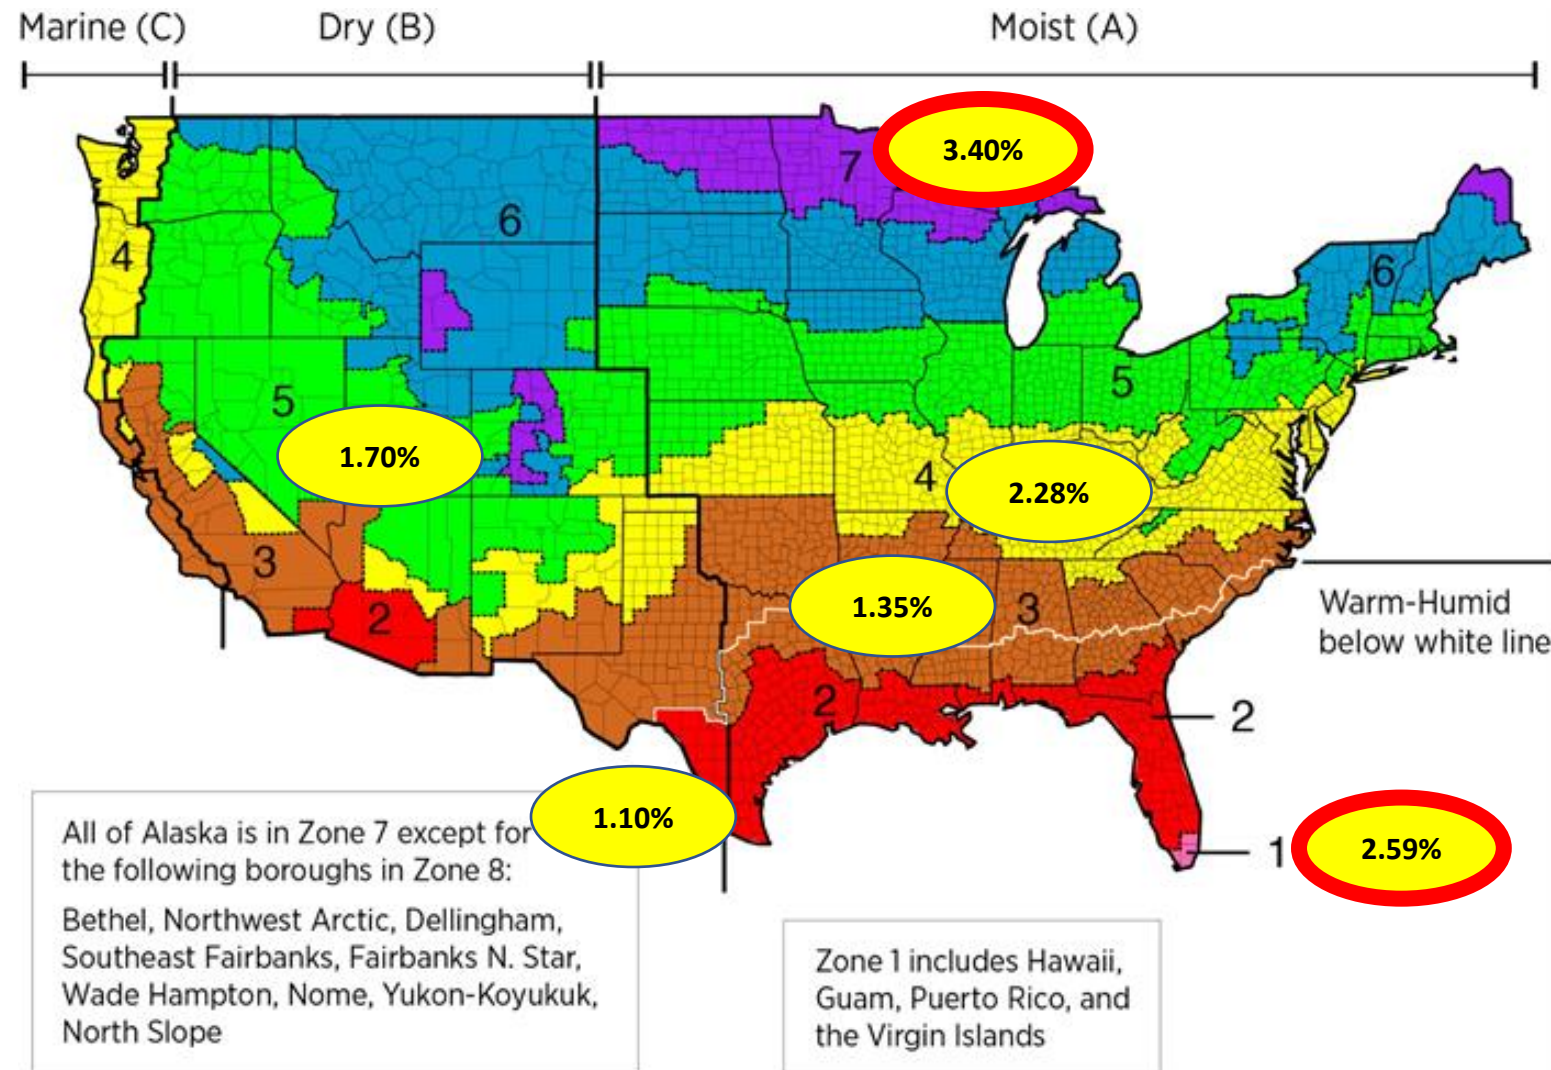 Marine (C)
Dry (B)
Moist (A)
3.40%
7
6
4
6
5
5
1.70%
4
2.28%
3
1.35%
3
2
2
Warm-Humid
below white line
2
1.10%
1
2.59%
All of Alaska is in Zone 7 except for
the following boroughs in Zone 8:
Bethel, Northwest Arctic, Dellingham,
Southeast Fairbanks, Fairbanks N. Star,
Wade Hampton, Nome, Yukon-Koyukuk,
North Slope
Zone 1 includes Hawaii,
Guam, Puerto Rico, and
the Virgin Islands